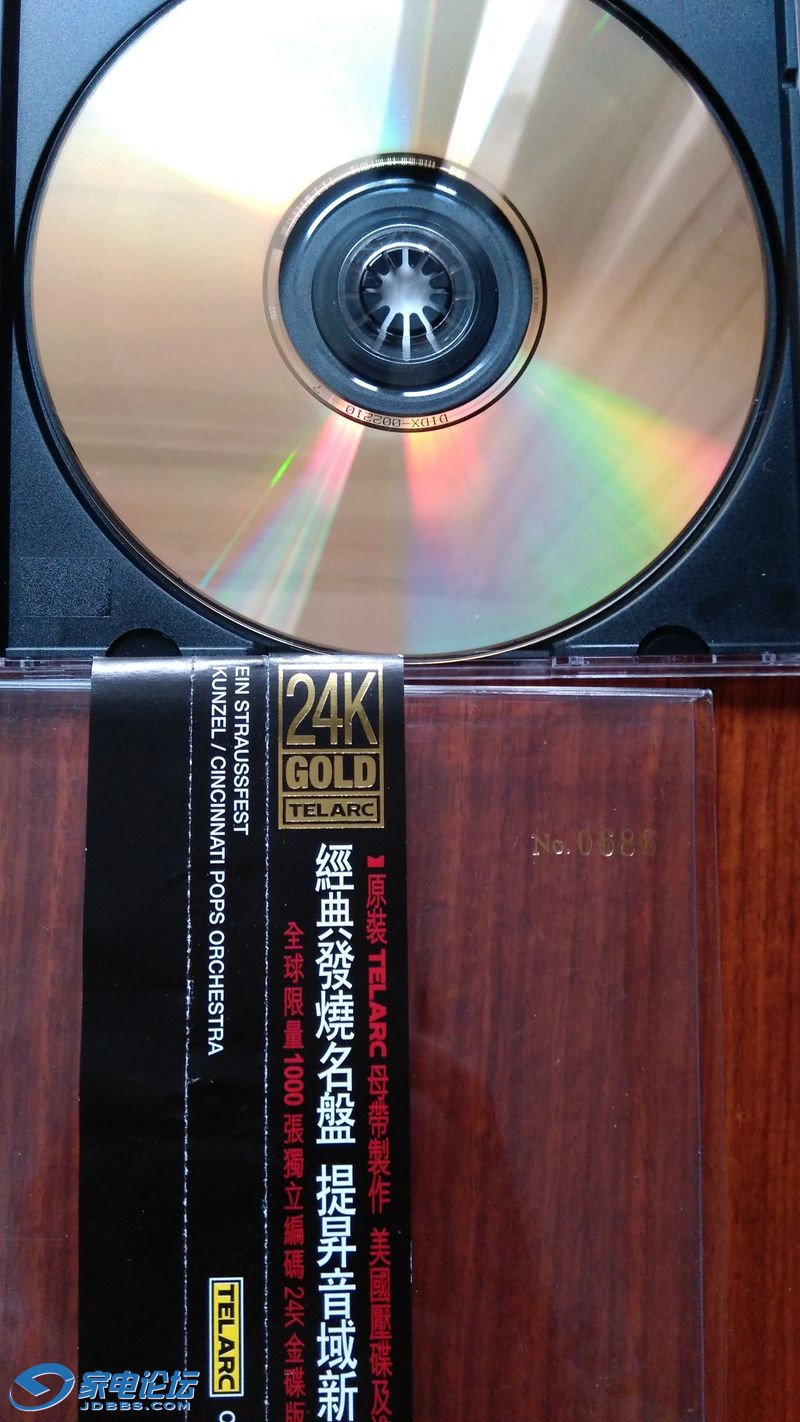 DIDX-002210 2
24K
GOLD
TELARC
No. 0686
原裝 TELARC 母帶製作 美國壓碟及
經典發燒名盤 提昇音域新
全球限量1000 張獨立編碼 24K 金碟版
EIN STRAUSSFEST
KUNZEL / CINCINNATI POPS ORCHESTRA
TELARC
家电论坛
JDBBS.COM